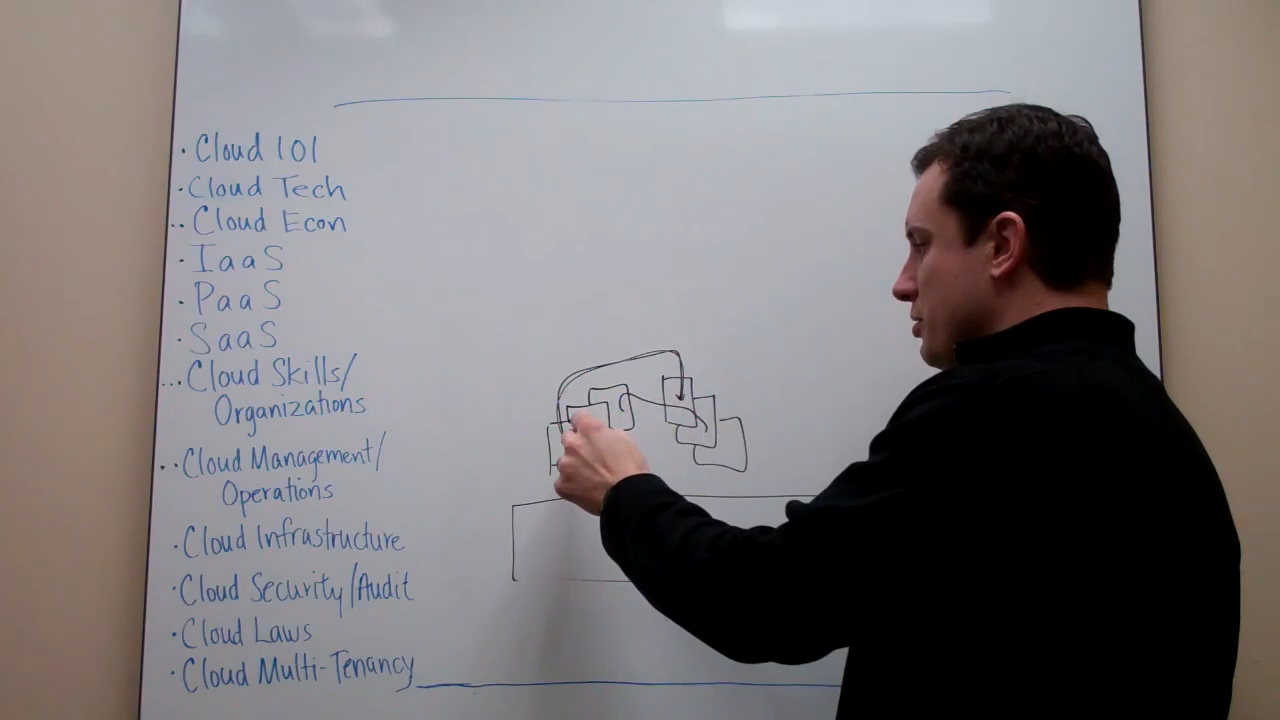 · Cloud 101
· Cloud Tech
.. Cloud Econ
· IaaS
· PaaS
· SaaS
... Cloud Skills/
Organizations
.. Cloud Management/
Operations
· Cloud Infrastructure
· Cloud Security/Audit
· Cloud Laws
· Cloud Multi-Tenancy